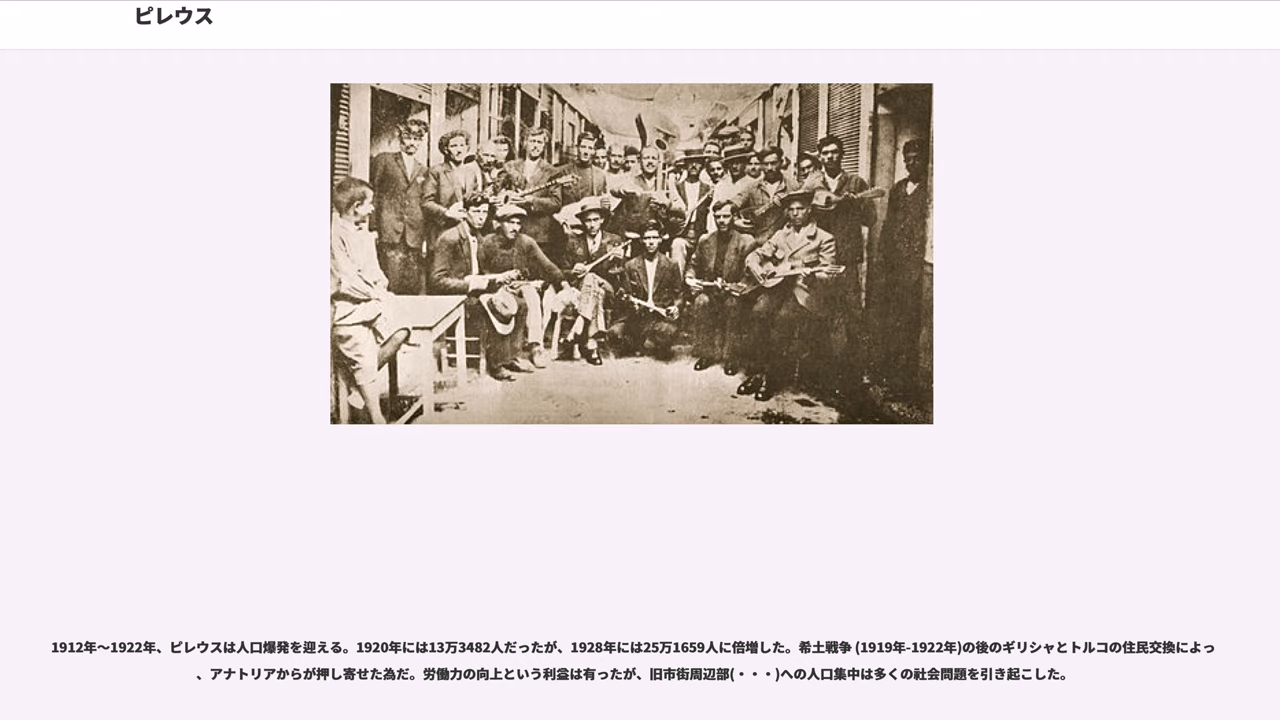 ピレウス
1912年〜1922年、ピレウスは人口爆発を迎える。1920年には13万3482人だったが、1928年には25万1659人に倍増した。希土戦争 (1919年-1922年)の後のギリシャとトルコの住民交換によっ
、アナトリアからが押し寄せた為だ。労働力の向上という利益は有ったが、旧市街周辺部(・・・)への人口集中は多くの社会問題を引き起こした。